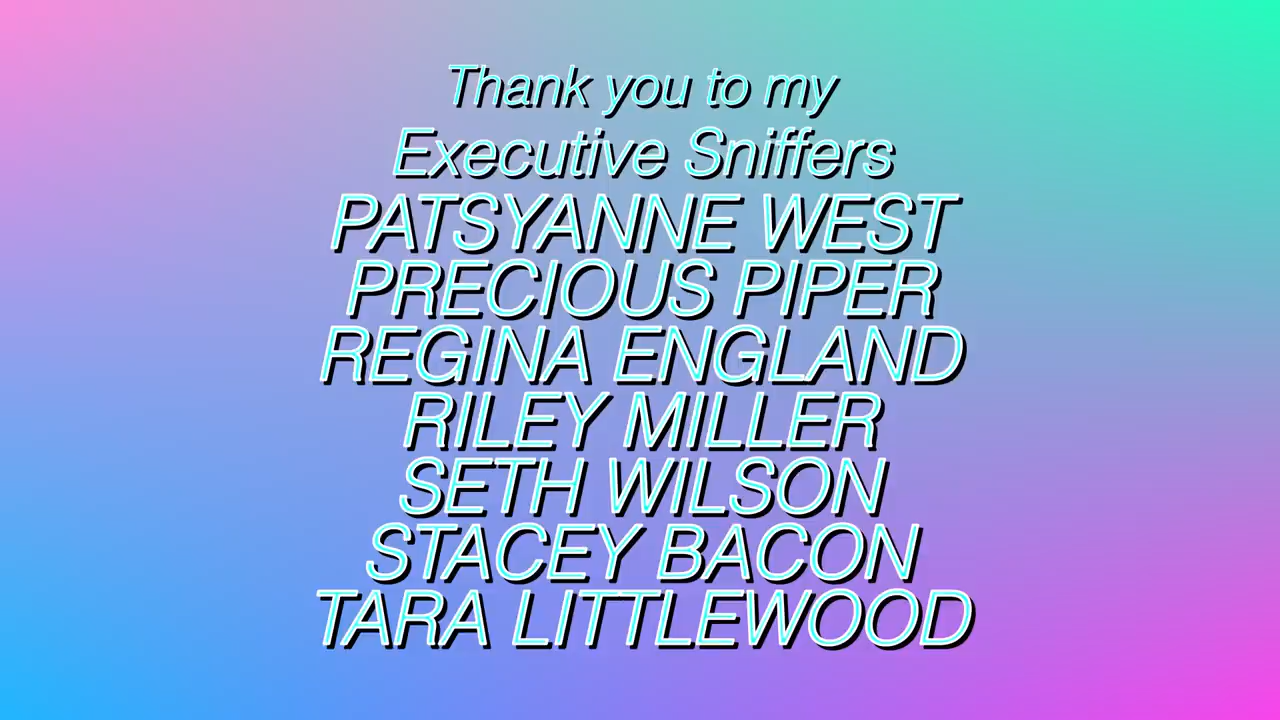 Thank you to my
Executive Sniffers
PATSYANNE WEST
PRECIOUS PIPER
REGINA ENGLAND
RILEY MILLER
SETH WILSON
STACEY BACON
TARA LITTLEWOOD